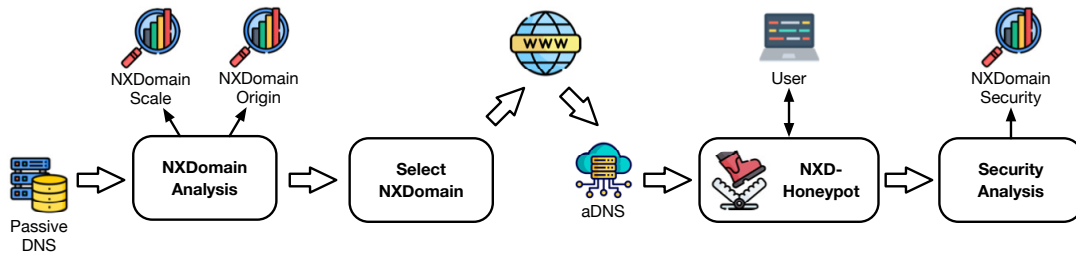 WWW
NXDomain
Scale
NXDomain
Origin
User
NXDomain
Security
Passive
DNS
NXDomain
Analysis
Select
NXDomain
aDNS
NXD-
Honeypot
Security
Analysis